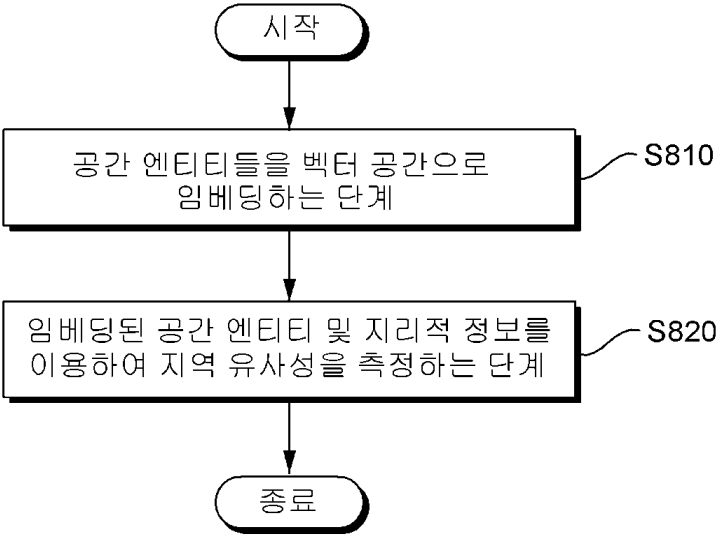 시작
공간 엔티티들을 벡터 공간으로
임베딩하는 단계
S810
임베딩된 공간 엔티티 및 지리적 정보를
이용하여 지역 유사성을 측정하는 단계
S820
종료